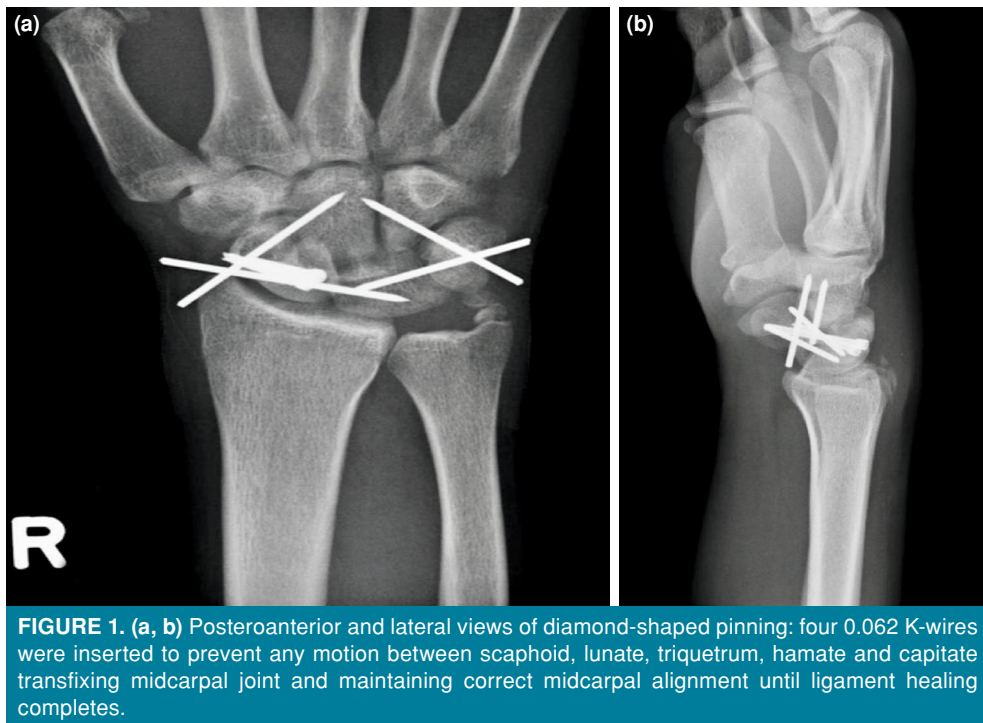 (a)
(b)
R
FIGURE 1. (a, b) Posteroanterior and lateral views of diamond-shaped pinning: four 0.062 K-wires
were inserted to prevent any motion between scaphoid, lunate, triquetrum, hamate and capitate
transfixing midcarpal joint and maintaining correct midcarpal alignment until ligament healing
completes.